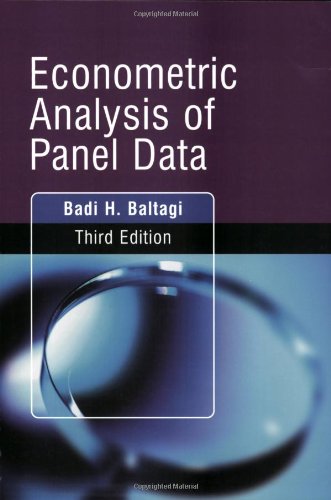 Econometric
Analysis of
Panel Data
Badi H. Baltagi
Third Edition